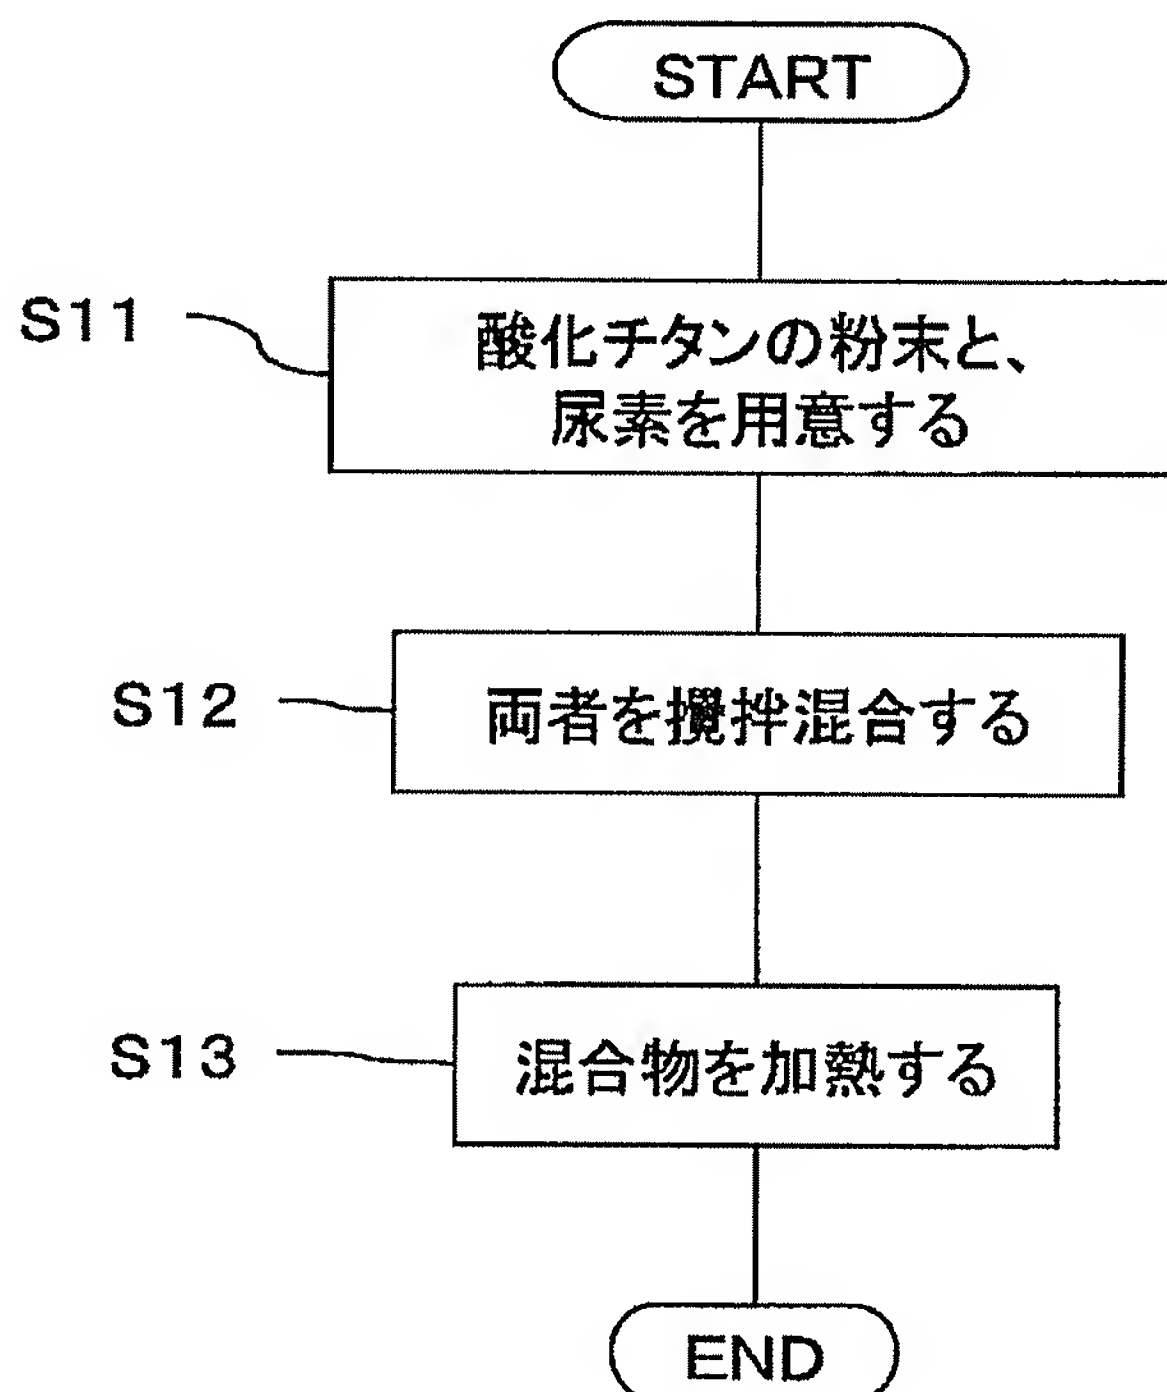 START
S11
酸化チタンの粉末と、
尿素を用意する
S12
両者を攪拌混合する
S13
混合物を加熱する
END